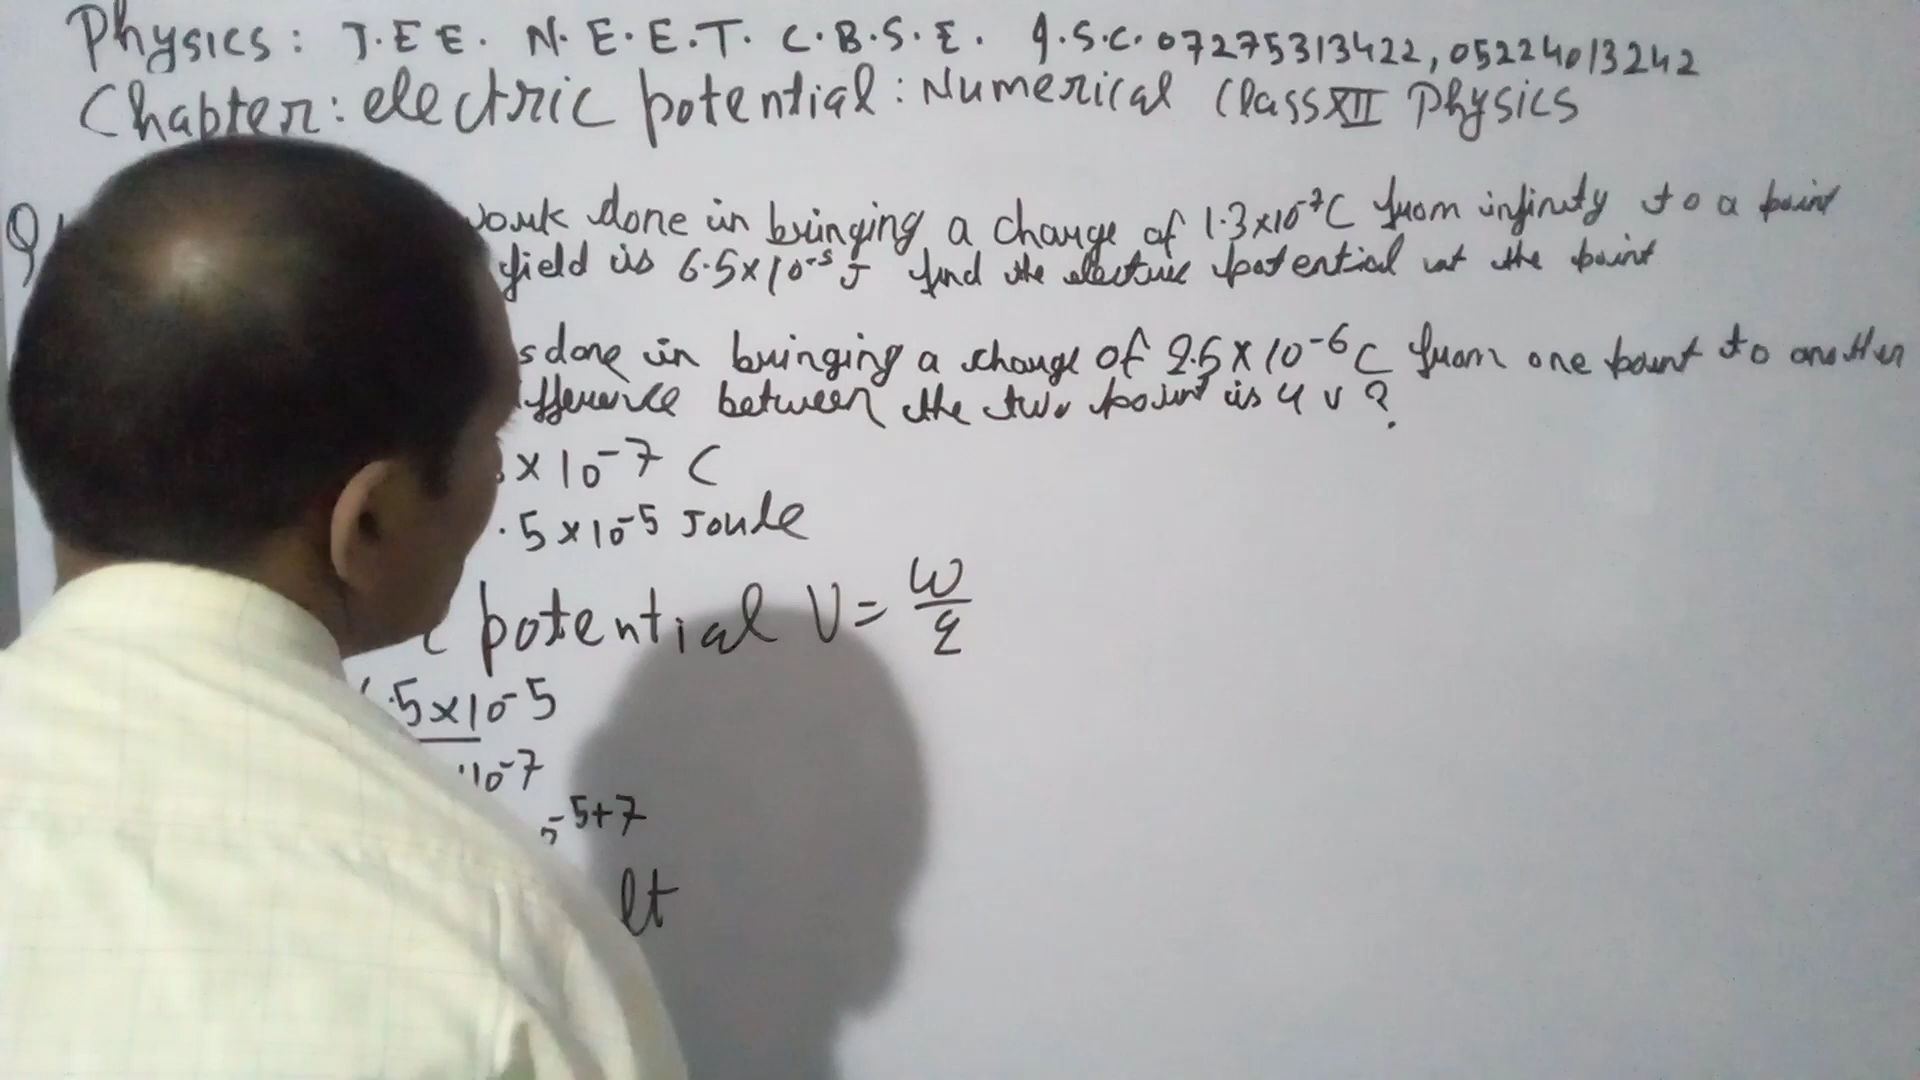 Physics: J.E.E. N.E.E.T. C.B.S.E. I.S.C. 07275313422, 05224013242
Chapter: electric potential: Numerical Class XII Physics
work done in bringing a charge of 1.3×10⁻⁷C from infinity to a point
field is 6.5×10⁻⁵ J find the electric potential at the point
done in bringing a charge of 2.5×10⁻⁶C from one point to another
between the two point is 4 V ?
×10⁻⁷ C
.5×10⁻⁵ Joule
potential V = W/q
.5×10⁻⁵
10⁻⁷
-5+7
lt